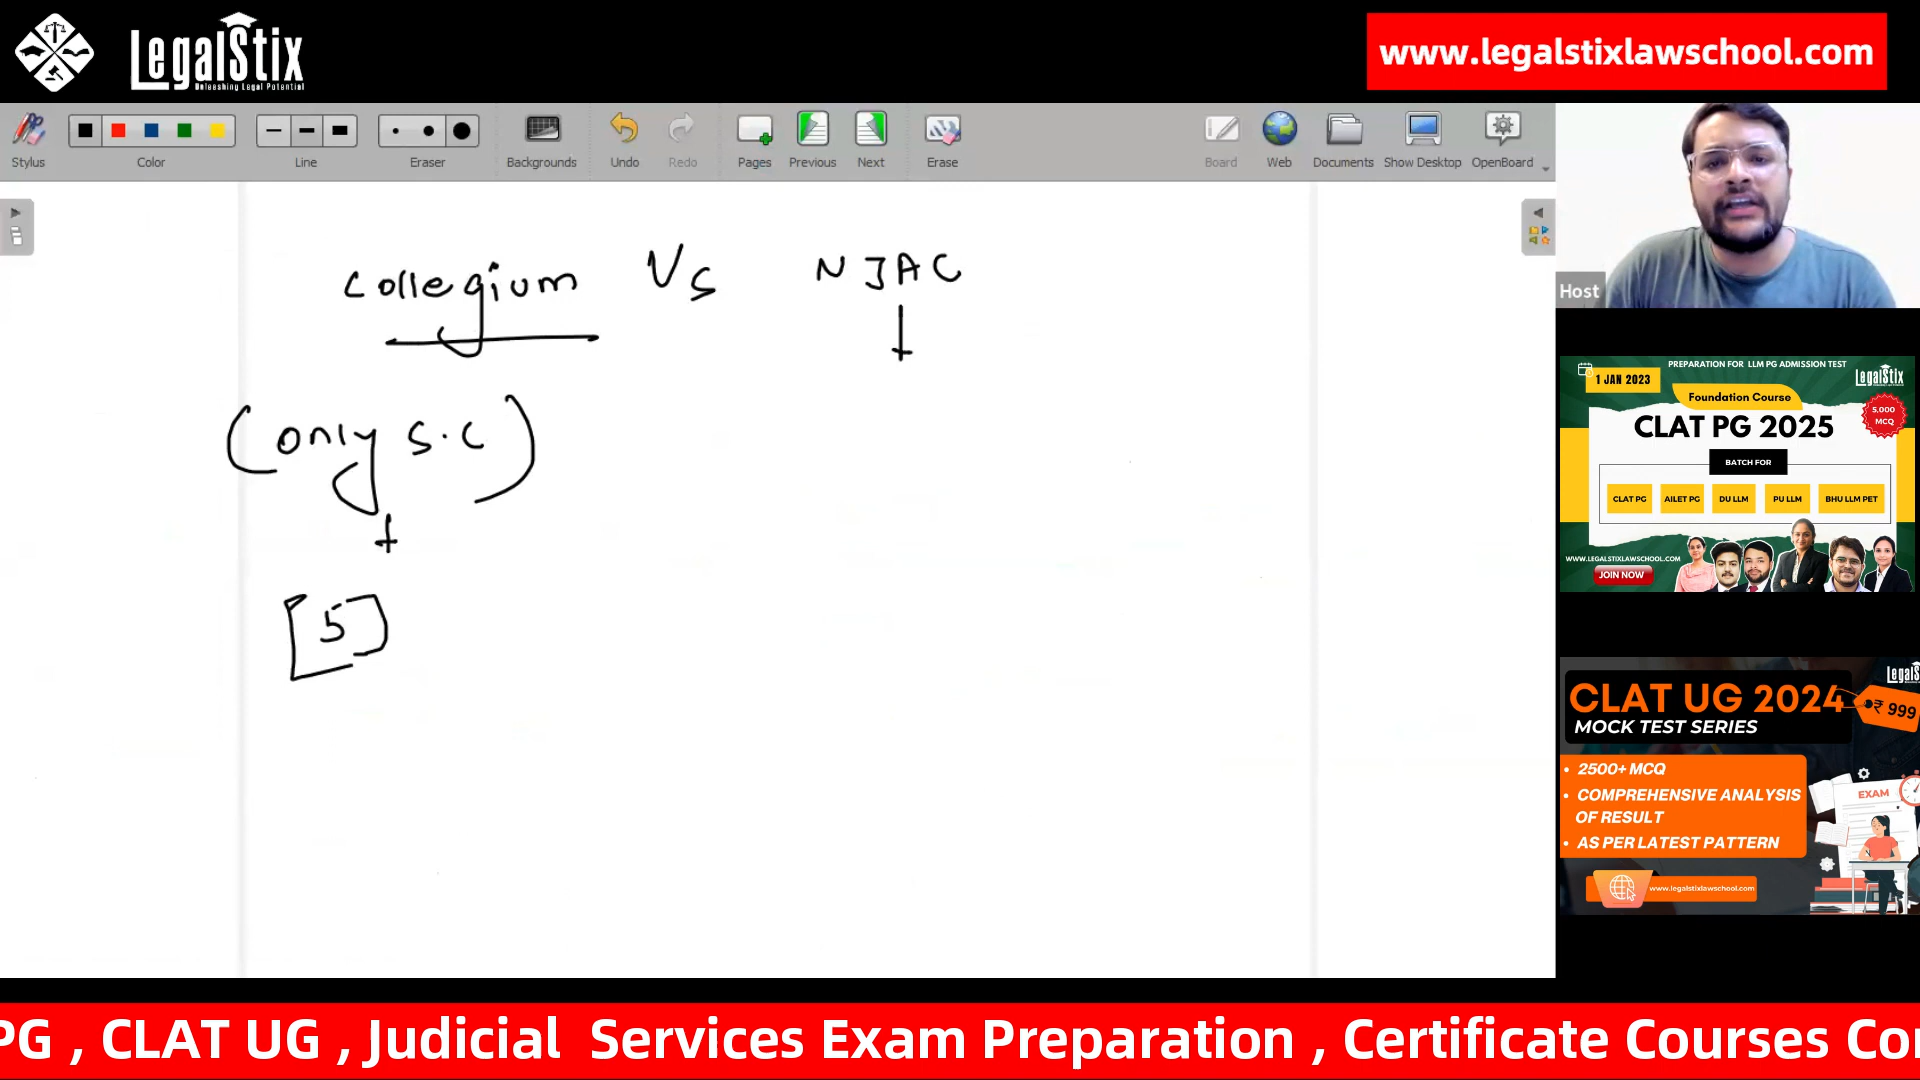 LegalStix
Unleashing Legal Potential
www.legalstixlawschool.com
Stylus
Color
Line
Eraser
Backgrounds
Undo
Redo
Pages
Previous
Next
Erase
Board
Web
Documents
Show Desktop
OpenBoard
Collegium Vs NJAC
(only S.C)
[5]
Host
PREPARATION FOR LLM PG ADMISSION TEST
1 JAN 2023
LegalStix
Foundation Course
5,000
MCQ
CLAT PG 2025
BATCH FOR
CLAT PG
AILET PG
DU LLM
PU LLM
BHU LLM PET
WWW.LEGALSTIXLAWSCHOOL.COM
JOIN NOW
LegalS
CLAT UG 2024
₹ 999
MOCK TEST SERIES
• 2500+ MCQ
• COMPREHENSIVE ANALYSIS
OF RESULT
• AS PER LATEST PATTERN
EXAM
www.legalstixlawschool.com
PG , CLAT UG , Judicial Services Exam Preparation , Certificate Courses Co